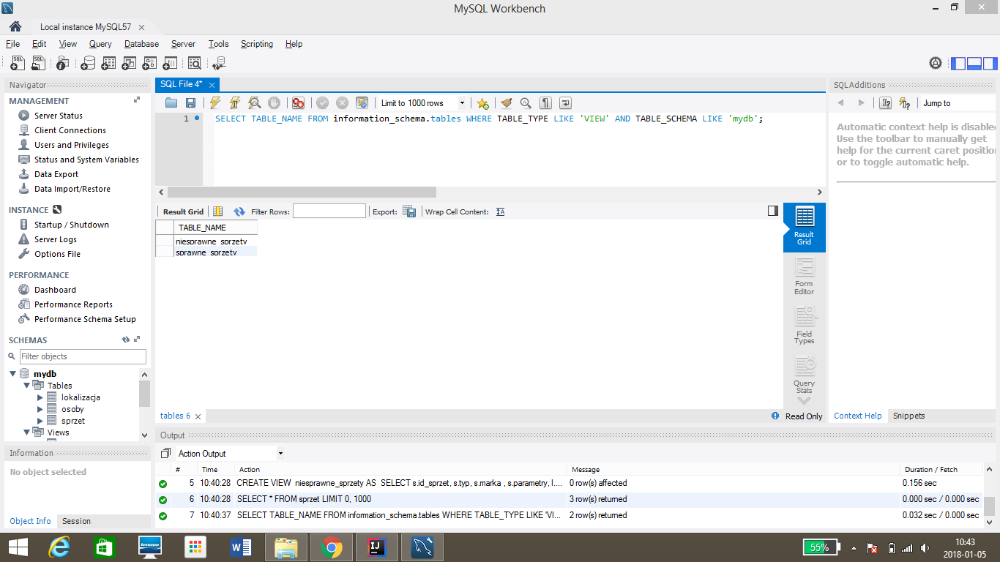 MySQL Workbench
Local instance MySQL57
File Edit View Query Database Server Tools Scripting Help
Navigator
MANAGEMENT
Server Status
Client Connections
Users and Privileges
Status and System Variables
Data Export
Data Import/Restore
INSTANCE
Startup / Shutdown
Server Logs
Options File
PERFORMANCE
Dashboard
Performance Reports
Performance Schema Setup
SCHEMAS
Filter objects
mydb
Tables
lokalizacja
osoby
sprzet
Views
Information
No object selected
Object Info Session
SQL File 4*
Limit to 1000 rows
1 SELECT TABLE_NAME FROM information_schema.tables WHERE TABLE_TYPE LIKE 'VIEW' AND TABLE_SCHEMA LIKE 'mydb';
Result Grid Filter Rows: Export: Wrap Cell Content:
TABLE_NAME
niesprawne_sprzety
sprawne_sprzety
Result
Grid
Form
Editor
Field
Types
Query
Stats
tables 6
Read Only
SQLAdditions
Jump to
Automatic context help is disabled
Use the toolbar to manually get
help for the current caret position
or to toggle automatic help.
Context Help Snippets
Output
Action Output
# Time Action Message Duration / Fetch
5 10:40:28 CREATE VIEW niesprawne_sprzety AS SELECT s.id_sprzet, s.typ, s.marka , s.parametry, l.... 0 row(s) affected 0.156 sec
6 10:40:28 SELECT * FROM sprzet LIMIT 0, 1000 3 row(s) returned 0.000 sec / 0.000 sec
7 10:40:37 SELECT TABLE_NAME FROM information_schema.tables WHERE TABLE_TYPE LIKE 'VI... 2 row(s) returned 0.032 sec / 0.000 sec
lenovo
55%
10:43
2018-01-05